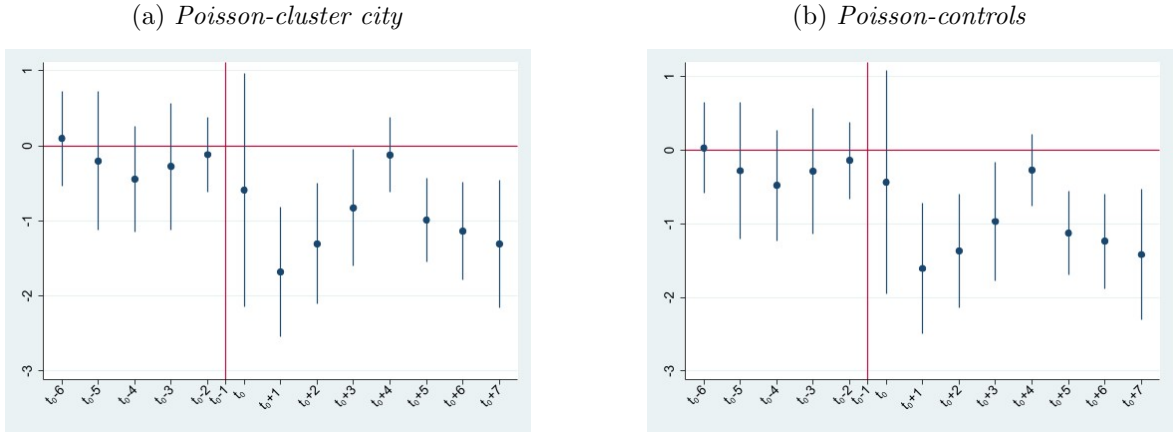 (a) Poisson-cluster city
(b) Poisson-controls
1
0
-1
-2
-3
t₀-6
t₀-5
t₀-4
t₀-3
t₀-2
t₀-1
t₀
t₀+1
t₀+2
t₀+3
t₀+4
t₀+5
t₀+6
t₀+7
1
0
-1
-2
-3
t₀-6
t₀-5
t₀-4
t₀-3
t₀-2
t₀-1
t₀
t₀+1
t₀+2
t₀+3
t₀+4
t₀+5
t₀+6
t₀+7